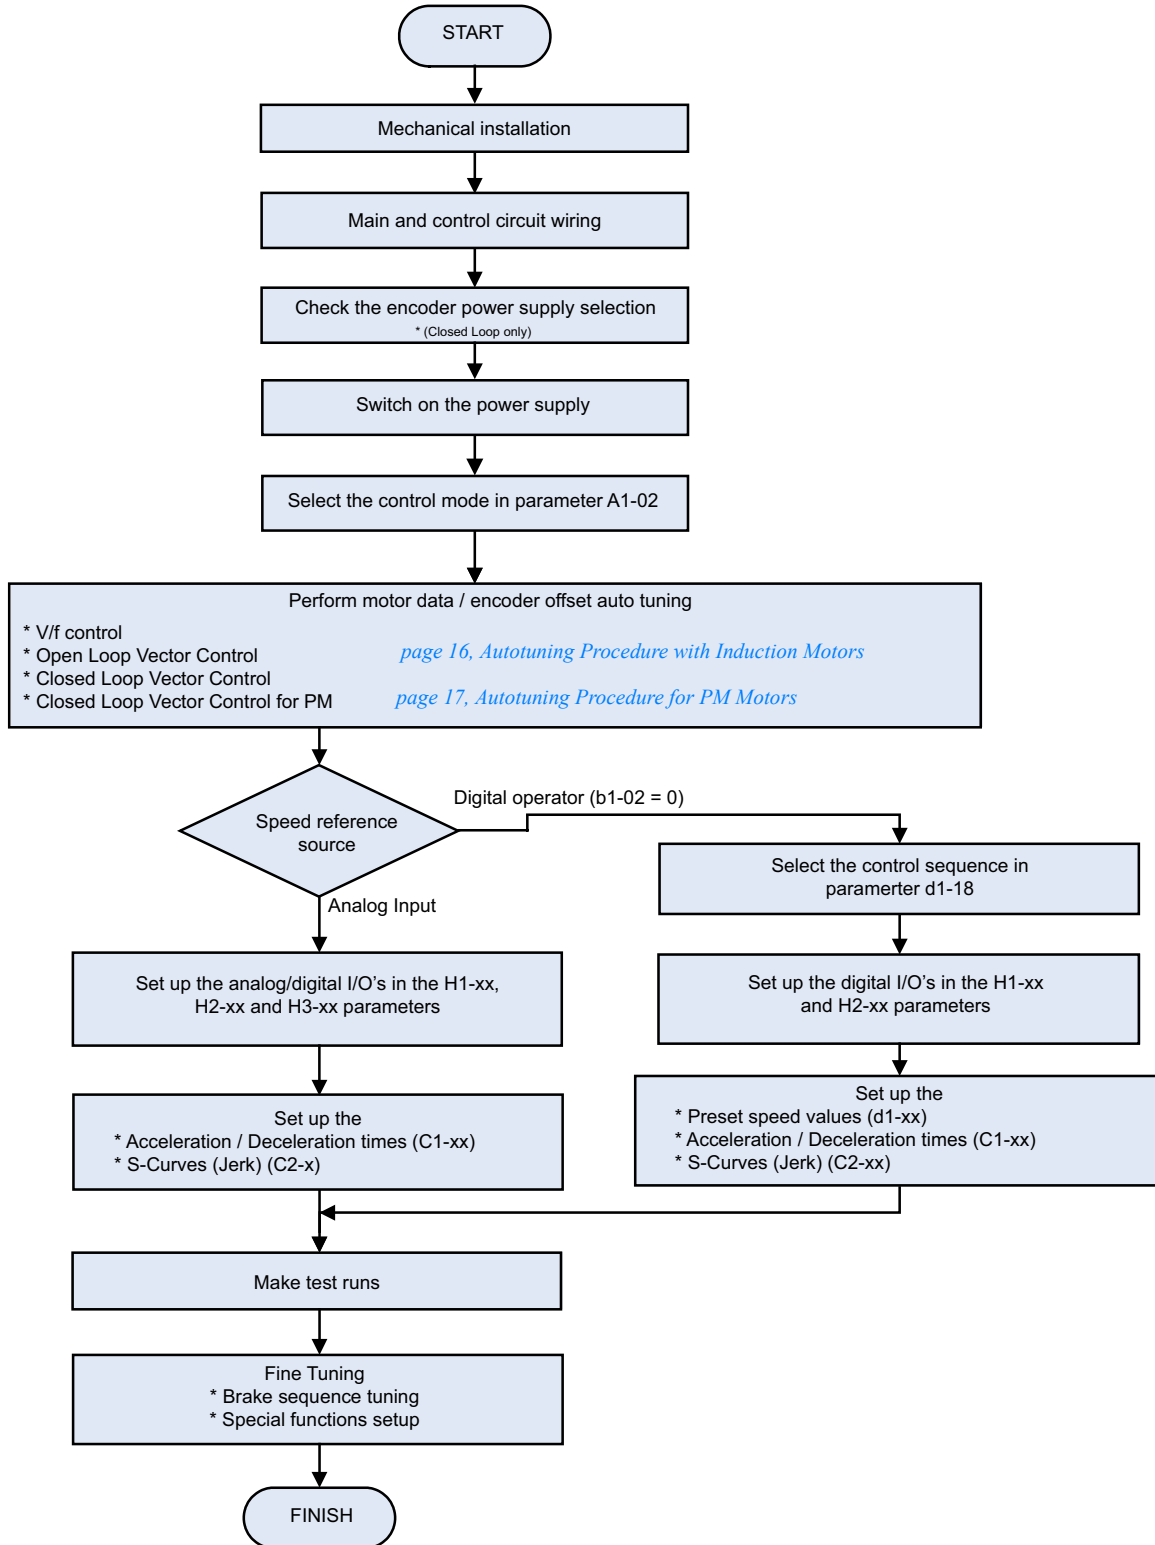 START
Mechanical installation
Main and control circuit wiring
Check the encoder power supply selection
* (Closed Loop only)
Switch on the power supply
Select the control mode in parameter A1-02
Perform motor data / encoder offset auto tuning
* V/f control
* Open Loop Vector Control
page 16, Autotuning Procedure with Induction Motors
* Closed Loop Vector Control
* Closed Loop Vector Control for PM
page 17, Autotuning Procedure for PM Motors
Speed reference
source
Digital operator (b1-02 = 0)
Analog Input
Select the control sequence in
paramerter d1-18
Set up the analog/digital I/O's in the H1-xx,
H2-xx and H3-xx parameters
Set up the digital I/O's in the H1-xx
and H2-xx parameters
Set up the
* Acceleration / Deceleration times (C1-xx)
* S-Curves (Jerk) (C2-x)
Set up the
* Preset speed values (d1-xx)
* Acceleration / Deceleration times (C1-xx)
* S-Curves (Jerk) (C2-xx)
Make test runs
Fine Tuning
* Brake sequence tuning
* Special functions setup
FINISH